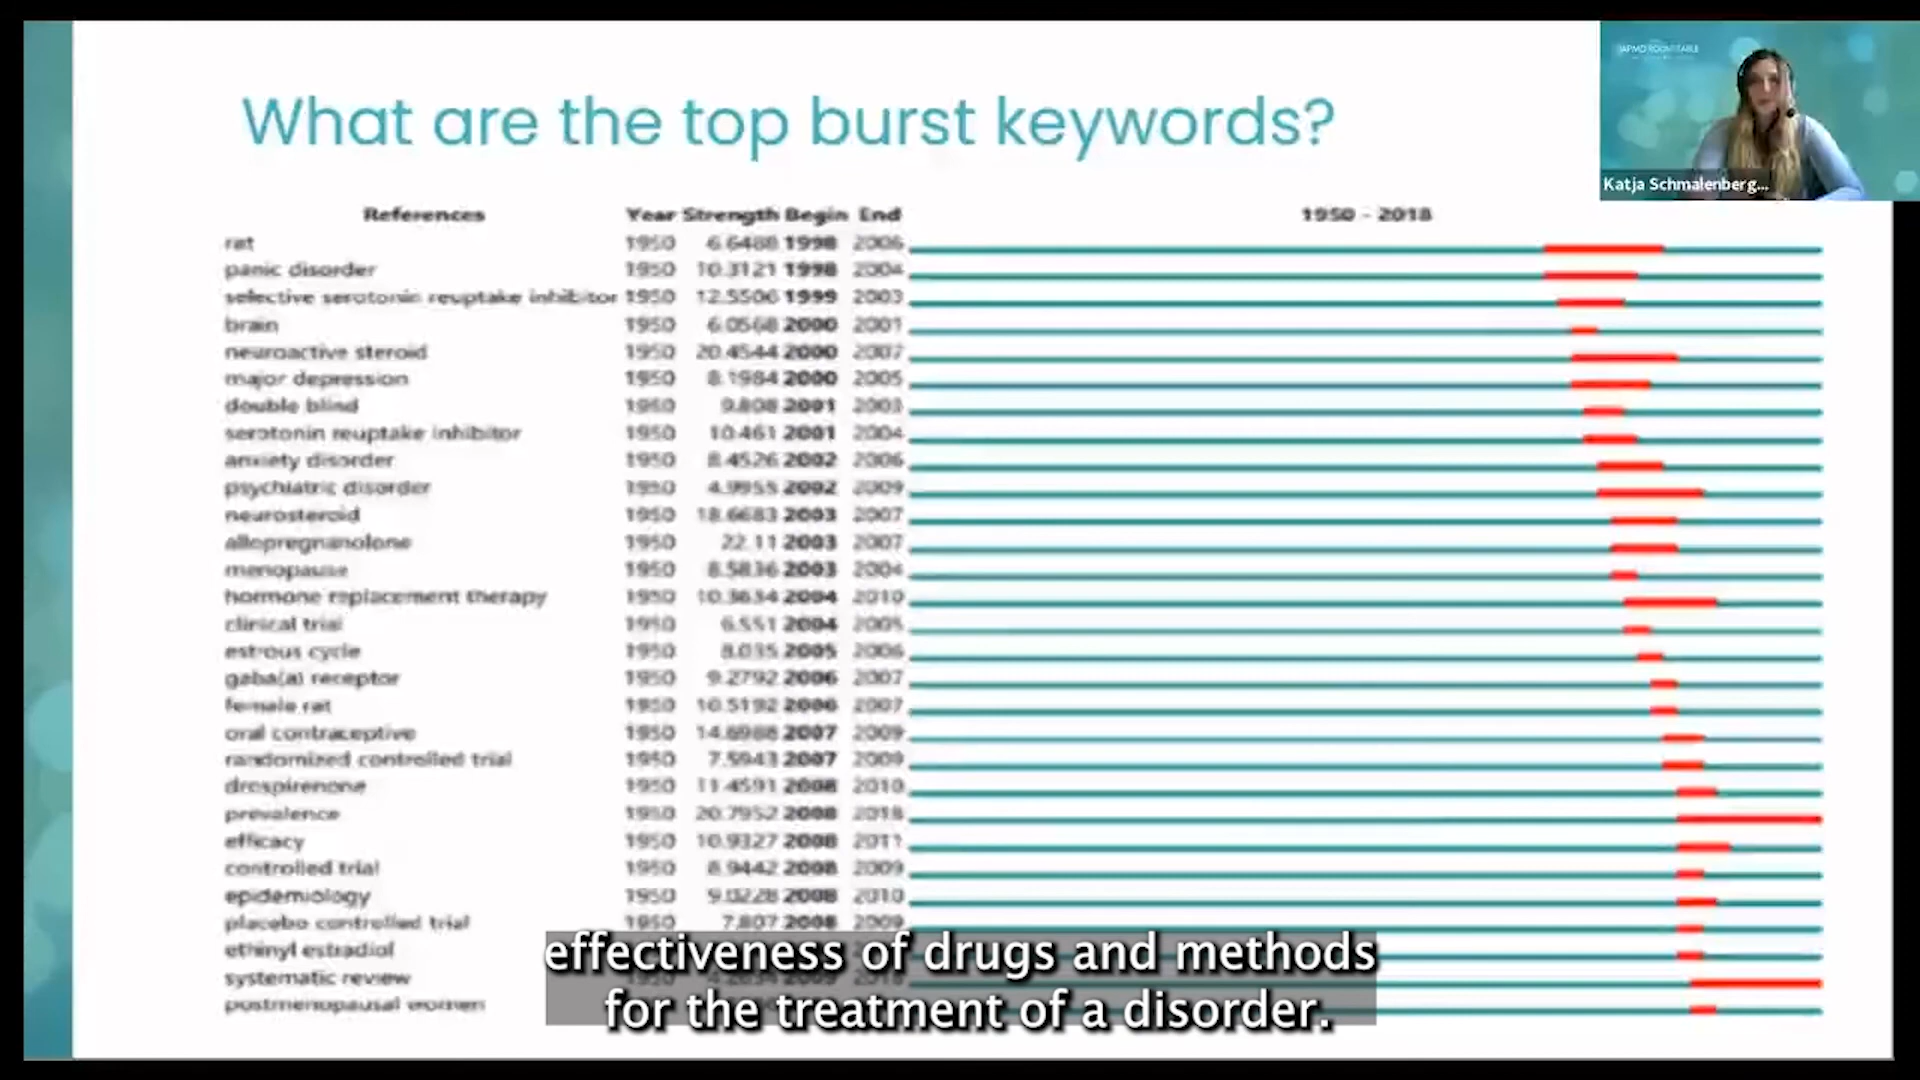 What are the top burst keywords?
IAPMD ROUNDTABLE
Katja Schmalenberg...
References Year Strength Begin End 1950 - 2018
rat 1950 6.6488 1998 2006
panic disorder 1950 10.3121 1998 2004
selective serotonin reuptake inhibitor 1950 12.5506 1999 2003
brain 1950 6.0568 2000 2001
neuroactive steroid 1950 20.4544 2000 2007
major depression 1950 8.1984 2000 2005
double blind 1950 9.808 2001 2003
serotonin reuptake inhibitor 1950 10.461 2001 2004
anxiety disorder 1950 8.4526 2002 2006
psychiatric disorder 1950 4.9955 2002 2009
neurosteroid 1950 18.6683 2003 2007
allopregnanolone 1950 22.11 2003 2007
menopause 1950 8.5836 2003 2004
hormone replacement therapy 1950 10.3634 2004 2010
clinical trial 1950 6.551 2004 2005
estrous cycle 1950 8.035 2005 2006
gaba(a) receptor 1950 9.2792 2006 2007
female rat 1950 10.5192 2006 2007
oral contraceptive 1950 14.6988 2007 2009
randomized controlled trial 1950 7.5943 2007 2009
drospirenone 1950 11.4591 2008 2010
prevalence 1950 20.7952 2008 2018
efficacy 1950 10.9327 2008 2011
controlled trial 1950 8.9442 2008 2009
epidemiology 1950 9.0228 2008 2010
placebo controlled trial 1950 7.807 2008 2009
ethinyl estradiol
systematic review
postmenopausal women
effectiveness of drugs and methods
for the treatment of a disorder.